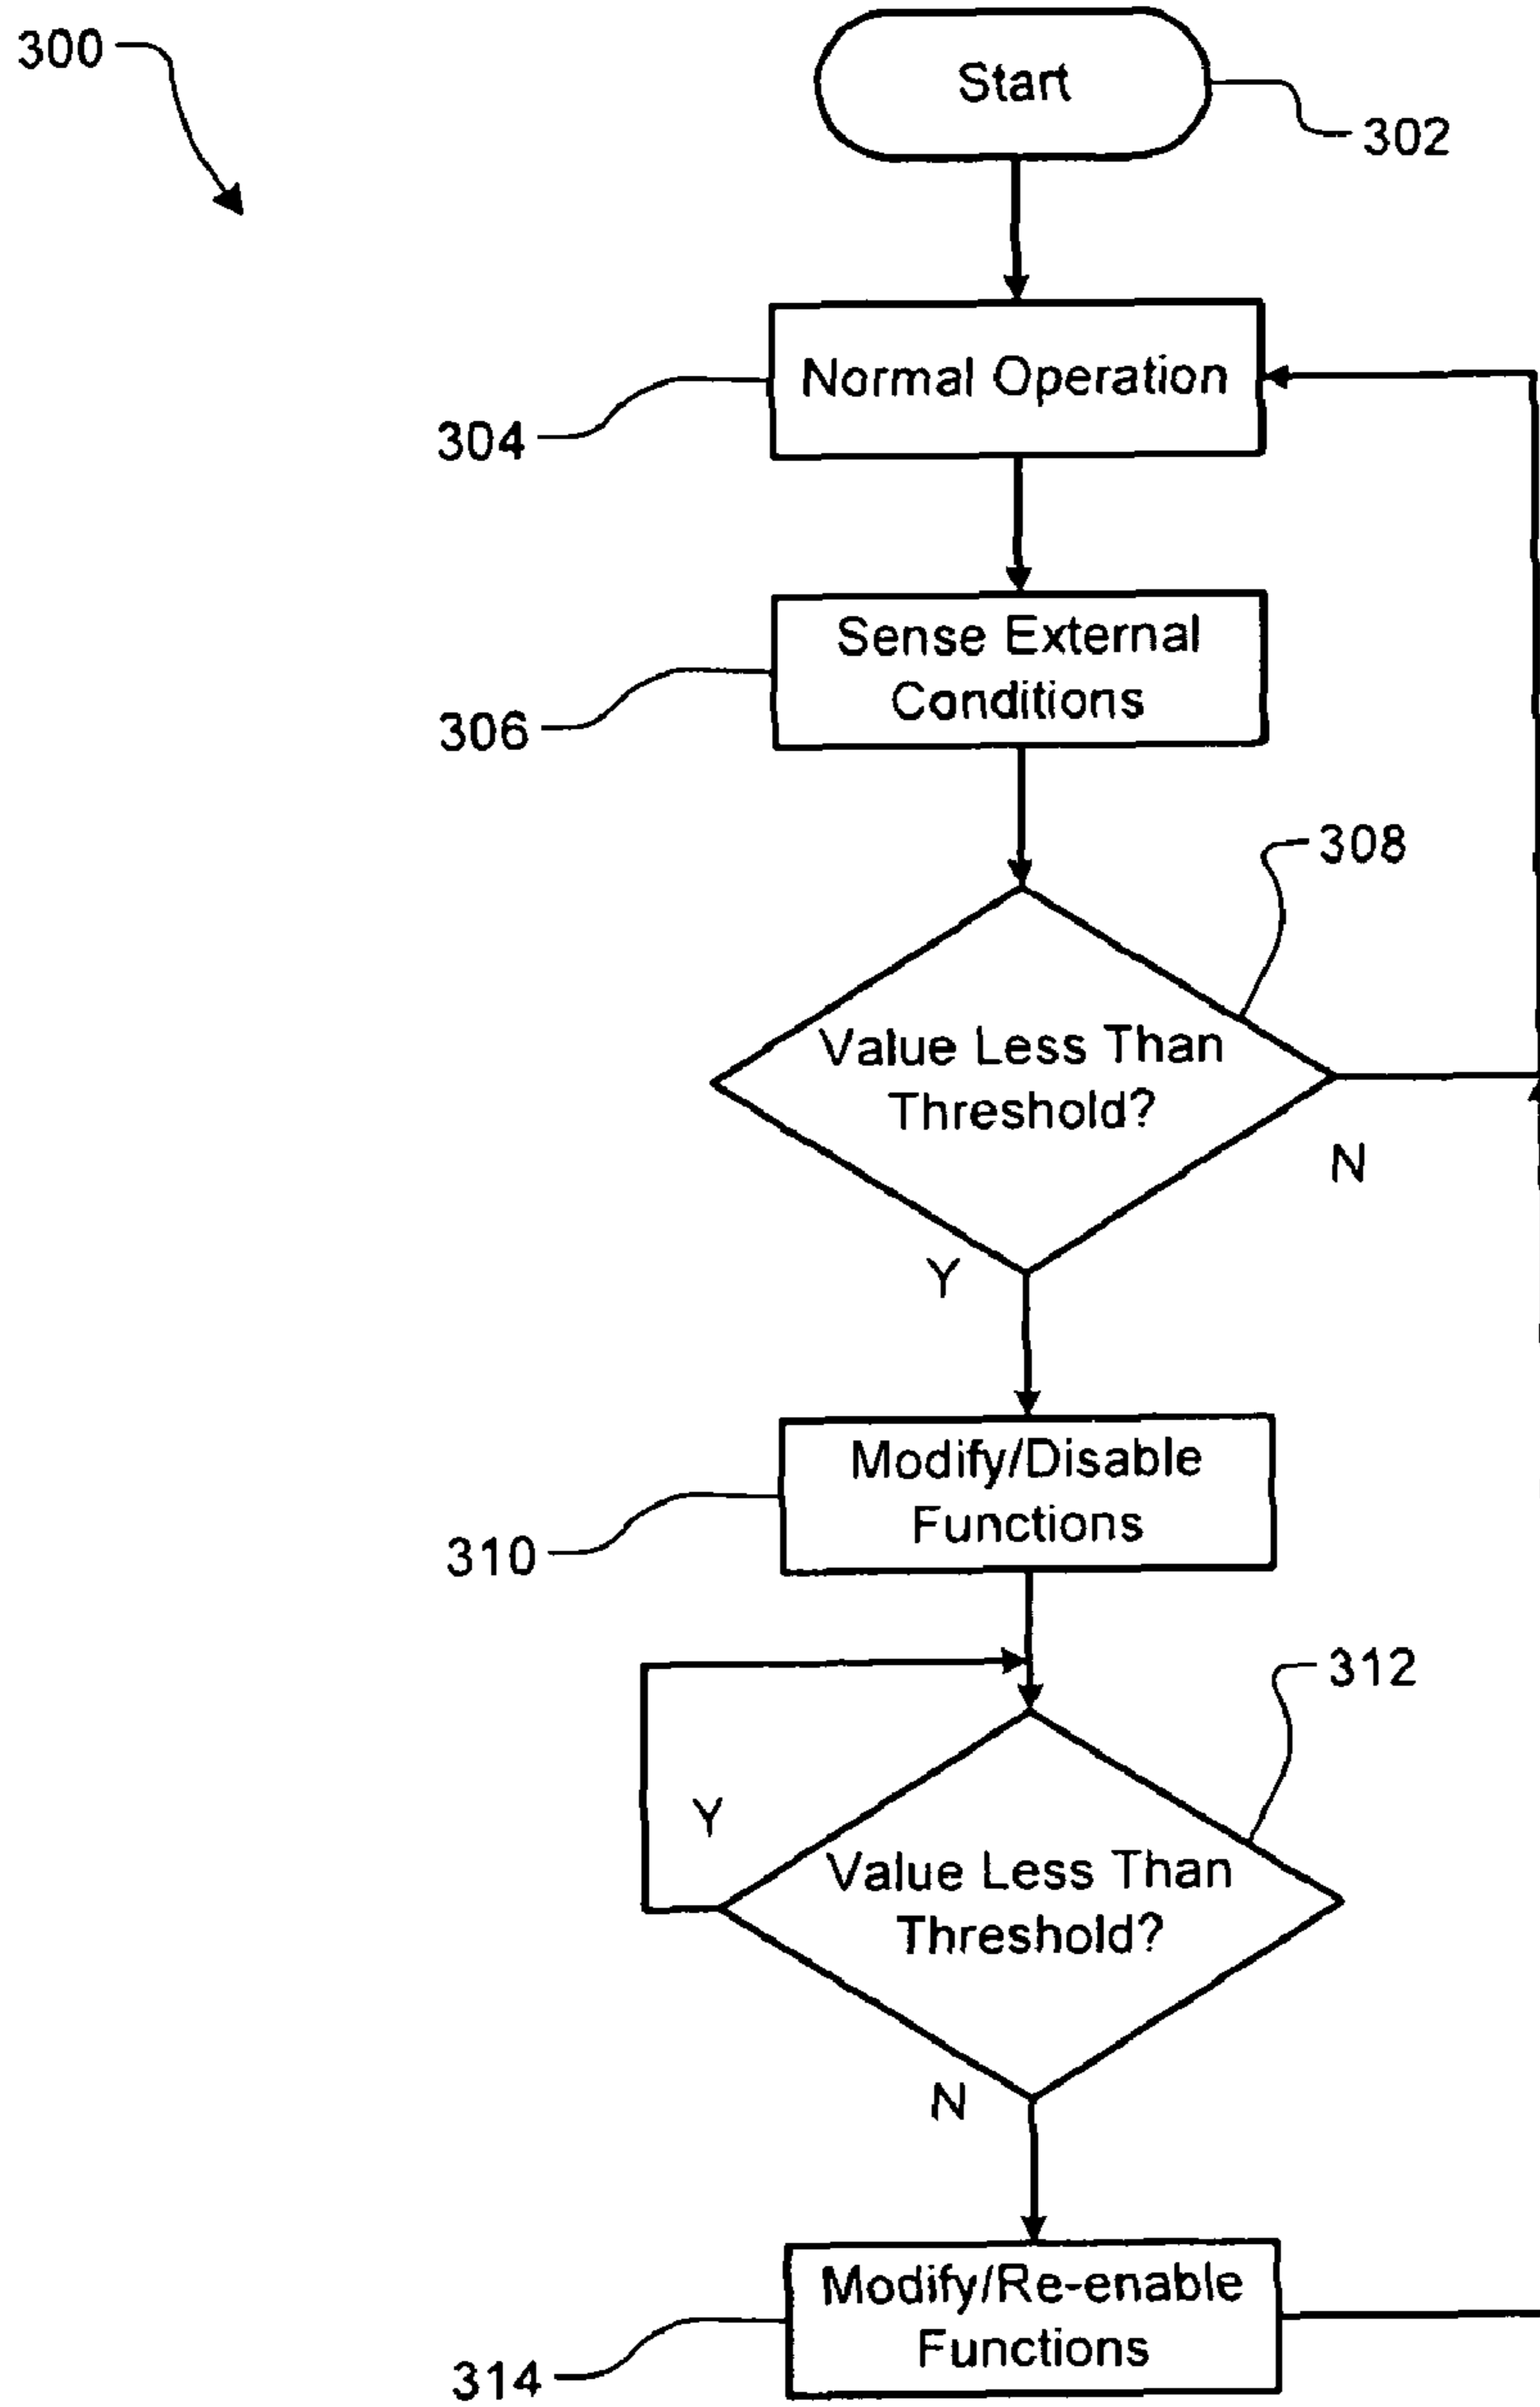 300
Start
302
Normal Operation
304
Sense External
Conditions
306
308
Value Less Than
Threshold?
N
Y
Modify/Disable
Functions
310
312
Y
Value Less Than
Threshold?
N
Modify/Re-enable
Functions
314